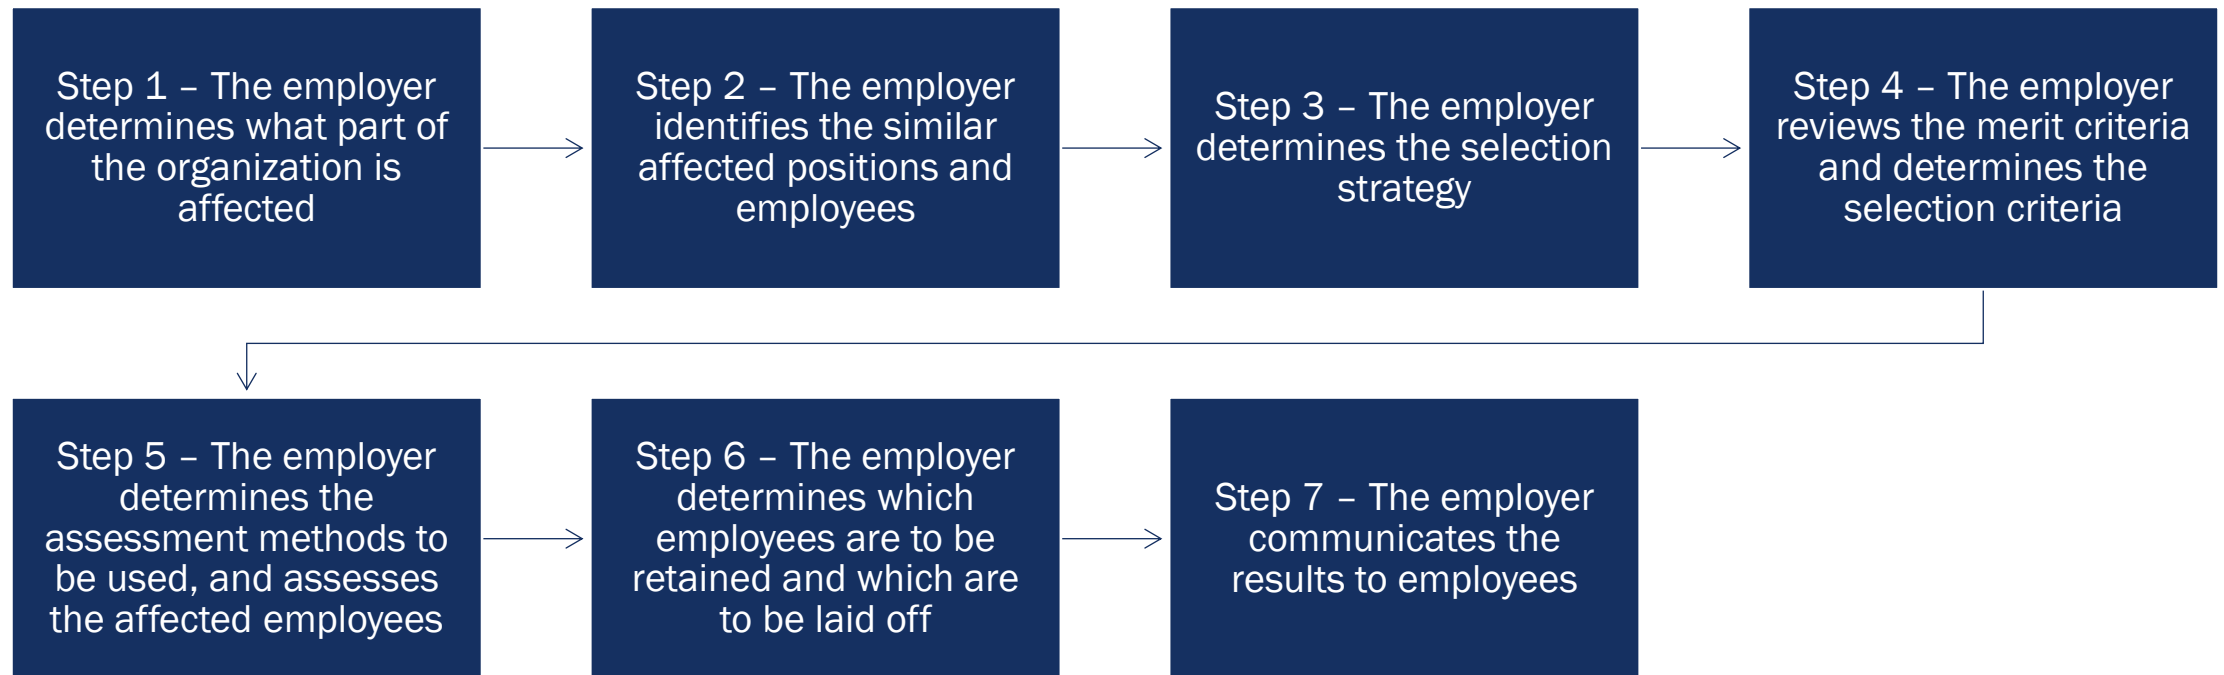 Step 1 – The employer
determines what part of
the organization is
affected
Step 2 – The employer
identifies the similar
affected positions and
employees
Step 3 – The employer
determines the selection
strategy
Step 4 – The employer
reviews the merit criteria
and determines the
selection criteria
Step 5 – The employer
determines the
assessment methods to
be used, and assesses
the affected employees
Step 6 – The employer
determines which
employees are to be
retained and which are
to be laid off
Step 7 – The employer
communicates the
results to employees